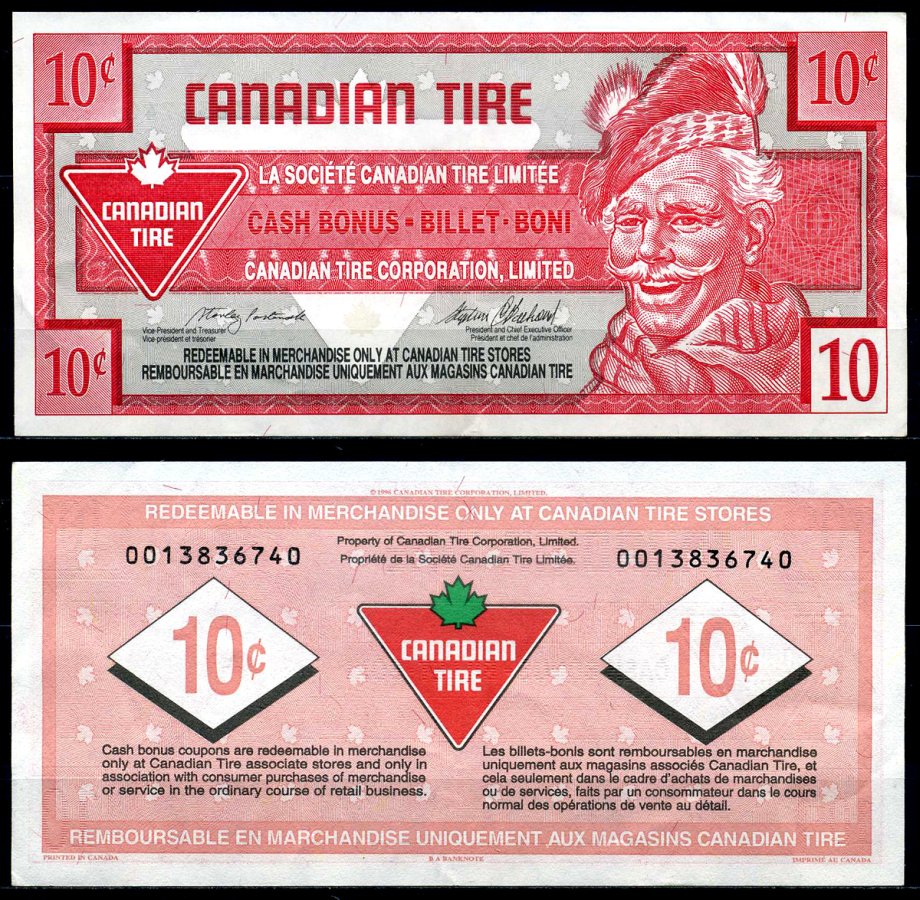 10¢
CANADIAN TIRE
10¢
LA SOCIÉTÉ CANADIAN TIRE LIMITÉE
CANADIAN
TIRE
CASH BONUS - BILLET - BONI
CANADIAN TIRE CORPORATION, LIMITED
Vice-President and Treasurer
Vice-président et trésorier
President and Chief Executive Officer
Président et chef de l'administration
10¢
REDEEMABLE IN MERCHANDISE ONLY AT CANADIAN TIRE STORES
REMBOURSABLE EN MARCHANDISE UNIQUEMENT AUX MAGASINS CANADIAN TIRE
10
© 1996 CANADIAN TIRE CORPORATION, LIMITED.
REDEEMABLE IN MERCHANDISE ONLY AT CANADIAN TIRE STORES
0013836740
Property of Canadian Tire Corporation, Limited.
Propriété de la Société Canadian Tire Limitée.
0013836740
10¢
CANADIAN
TIRE
10¢
Cash bonus coupons are redeemable in merchandise
only at Canadian Tire associate stores and only in
association with consumer purchases of merchandise
or service in the ordinary course of retail business.
Les billets-bonis sont remboursables en marchandise
uniquement aux magasins associés Canadian Tire, et
cela seulement dans le cadre d'achats de marchandises
ou de services, faits par un consommateur dans le cours
normal des opérations de vente au détail.
REMBOURSABLE EN MARCHANDISE UNIQUEMENT AUX MAGASINS CANADIAN TIRE
PRINTED IN CANADA
B A BANKNOTE
IMPRIMÉ AU CANADA